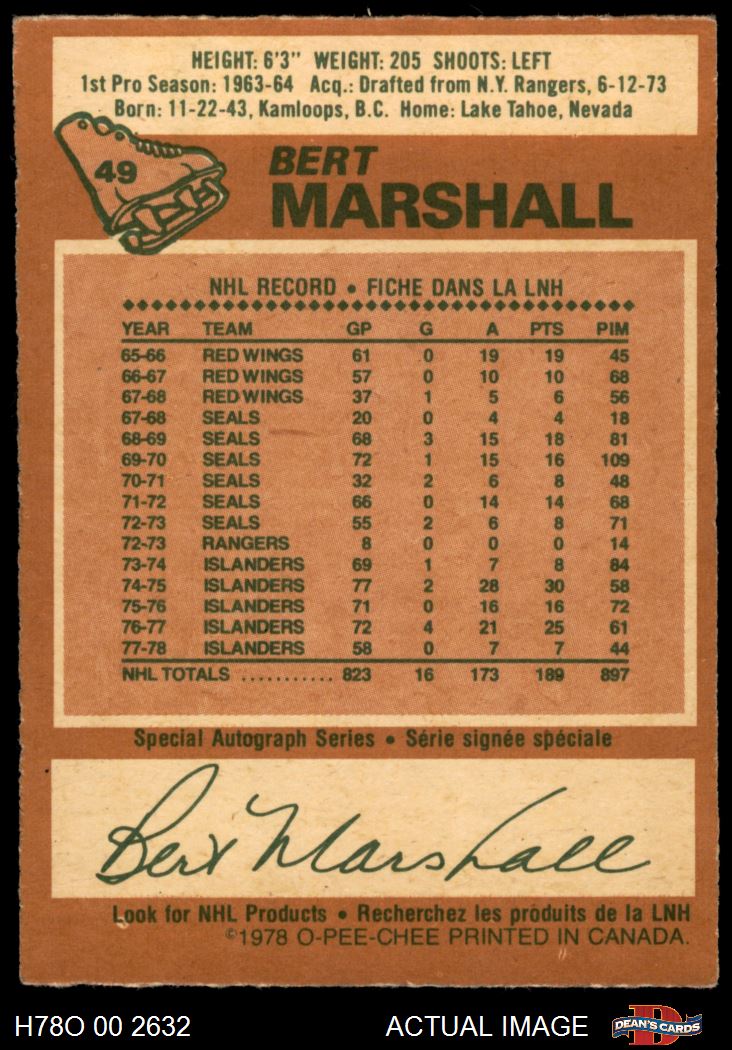 HEIGHT: 6'3" WEIGHT: 205 SHOOTS: LEFT
1st Pro Season: 1963-64 Acq.: Drafted from N.Y. Rangers, 6-12-73
Born: 11-22-43, Kamloops, B.C. Home: Lake Tahoe, Nevada
49
BERT
MARSHALL
NHL RECORD • FICHE DANS LA LNH
YEAR TEAM GP G A PTS PIM
65-66 RED WINGS 61 0 19 19 45
66-67 RED WINGS 57 0 10 10 68
67-68 RED WINGS 37 1 5 6 56
67-68 SEALS 20 0 4 4 18
68-69 SEALS 68 3 15 18 81
69-70 SEALS 72 1 15 16 109
70-71 SEALS 32 2 6 8 48
71-72 SEALS 66 0 14 14 68
72-73 SEALS 55 2 6 8 71
72-73 RANGERS 8 0 0 0 14
73-74 ISLANDERS 69 1 7 8 84
74-75 ISLANDERS 77 2 28 30 58
75-76 ISLANDERS 71 0 16 16 72
76-77 ISLANDERS 72 4 21 25 61
77-78 ISLANDERS 58 0 7 7 44
NHL TOTALS ........... 823 16 173 189 897
Special Autograph Series • Série signée spéciale
Bert Marshall
Look for NHL Products • Recherchez les produits de la LNH
©1978 O-PEE-CHEE PRINTED IN CANADA.
H78O 00 2632 ACTUAL IMAGE D DEAN'S CARDS